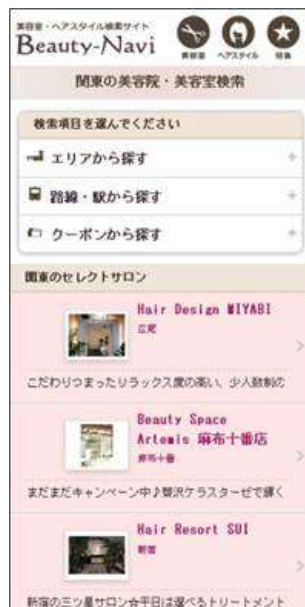 美容室・ヘアスタイル検索サイト
Beauty-Navi
美容室
ヘアスタイル
特集
関東の美容院・美容室検索
検索項目を選んでください
エリアから探す
路線・駅から探す
クーポンから探す
関東のセレクトサロン
Hair Design MIYABI
広尾
こだわりつまったリラックス度の高い、少人数制の
Beauty Space
Artemis 麻布十番店
麻布十番
まだまだキャンペーン中♪贅沢ケラスターゼで輝く
Hair Resort SUI
新宿
新宿の三ツ星サロン☆平日は選べるトリートメント